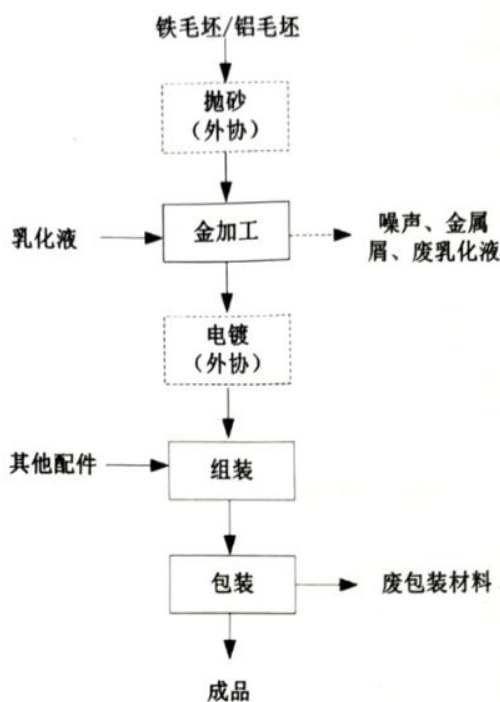 铁毛坯/铝毛坯
抛砂
(外协)
乳化液
金加工
噪声、金属
屑、废乳化液
电镀
(外协)
其他配件
组装
包装
废包装材料
成品